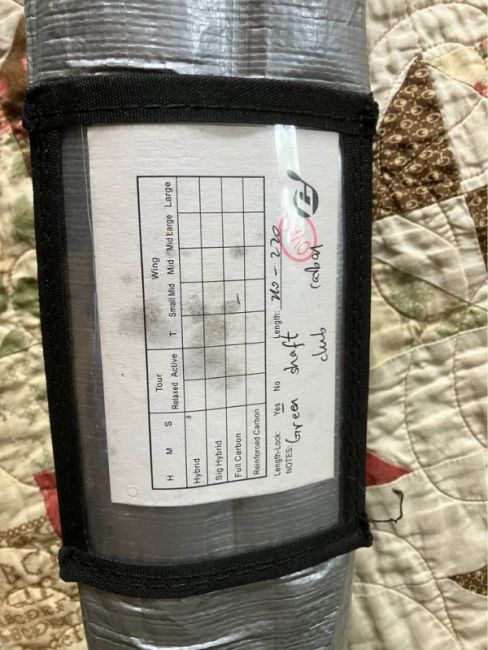 Tour Wing
H M S Relaxed Active T. Small Mid Mid Mid Large Large
Hybrid
Sig Hybrid
Full Carbon
Reinforced Carbon
Length-Lock: Yes No Length: 210 - 220
NOTES: Green shaft
club carbon